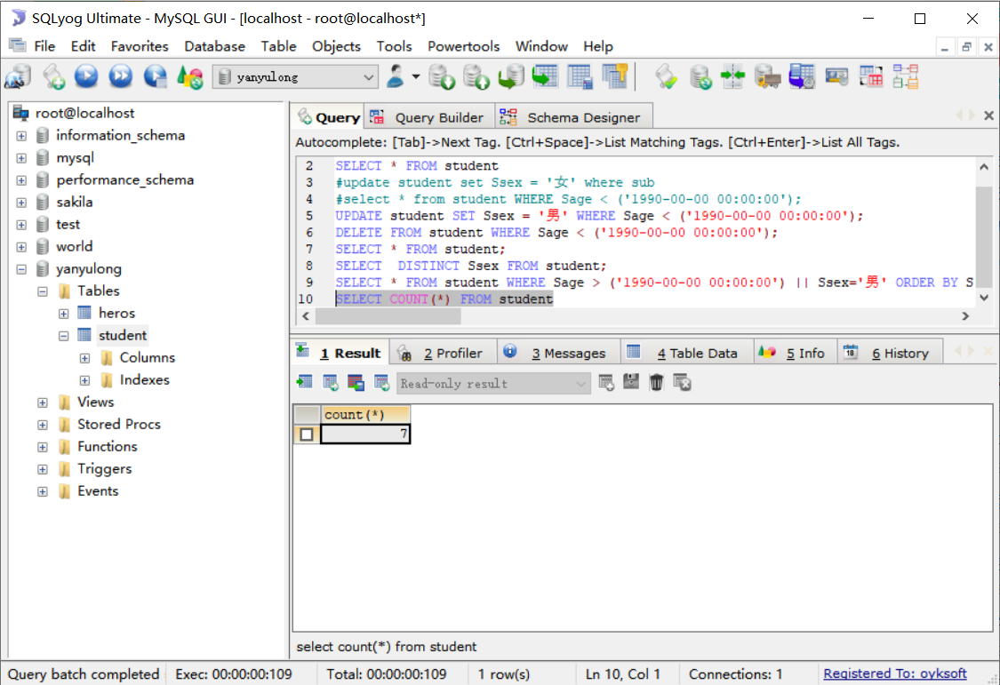 SQLyog Ultimate - MySQL GUI - [localhost - root@localhost*]
File Edit Favorites Database Table Objects Tools Powertools Window Help
yanyulong
root@localhost
information_schema
mysql
performance_schema
sakila
test
world
yanyulong
Tables
heros
student
Columns
Indexes
Views
Stored Procs
Functions
Triggers
Events
Query Query Builder Schema Designer
Autocomplete: [Tab]->Next Tag. [Ctrl+Space]->List Matching Tags. [Ctrl+Enter]->List All Tags.
2 SELECT * FROM student
3 #update student set Ssex = '女' where sub
4 #select * from student WHERE Sage < ('1990-00-00 00:00:00');
5 UPDATE student SET Ssex = '男' WHERE Sage < ('1990-00-00 00:00:00');
6 DELETE FROM student WHERE Sage < ('1990-00-00 00:00:00');
7 SELECT * FROM student;
8 SELECT  DISTINCT Ssex FROM student;
9 SELECT * FROM student WHERE Sage > ('1990-00-00 00:00:00') || Ssex='男' ORDER BY S
10 SELECT COUNT(*) FROM student
1 Result 2 Profiler 3 Messages 4 Table Data 5 Info 18 6 History
Read-only result
count(*)
7
select count(*) from student
Query batch completed Exec: 00:00:00:109 Total: 00:00:00:109 1 row(s) Ln 10, Col 1 Connections: 1 Registered To: oyksoft